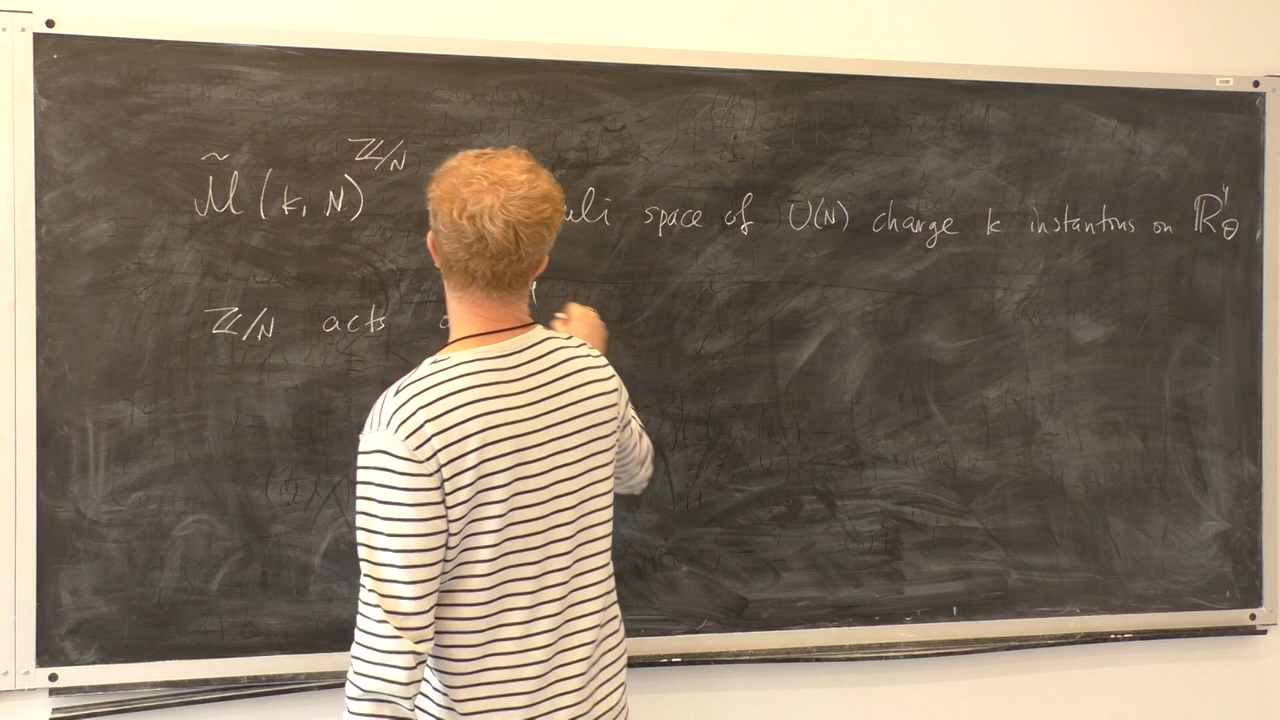 M̃(k, N)^{ℤ/N} uli space of U(N) charge k instantons on ℝ⁴_θ
ℤ/N acts